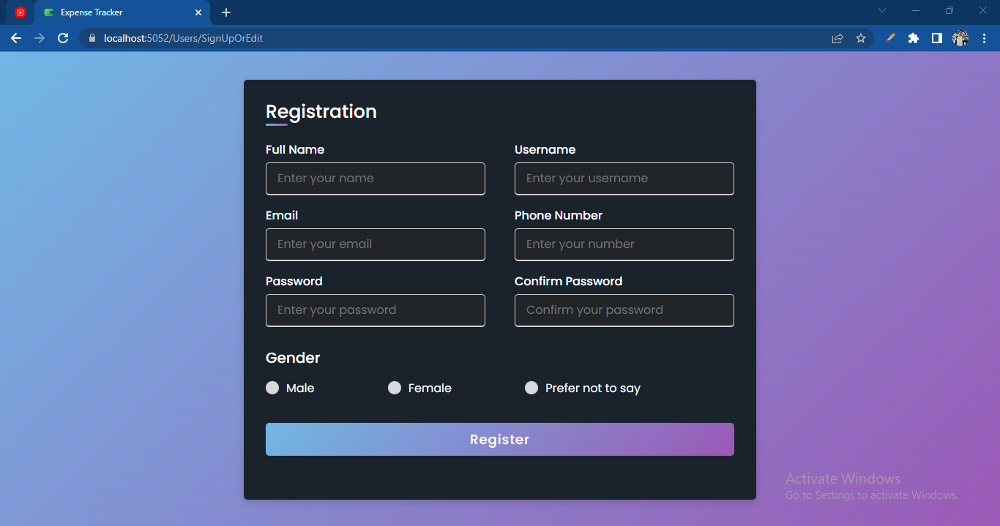 Expense Tracker
localhost:5052/Users/SignUpOrEdit
Registration
Full Name
Username
Enter your name
Enter your username
Email
Phone Number
Enter your email
Enter your number
Password
Confirm Password
Enter your password
Confirm your password
Gender
Male
Female
Prefer not to say
Register
Activate Windows
Go to Settings to activate Windows.